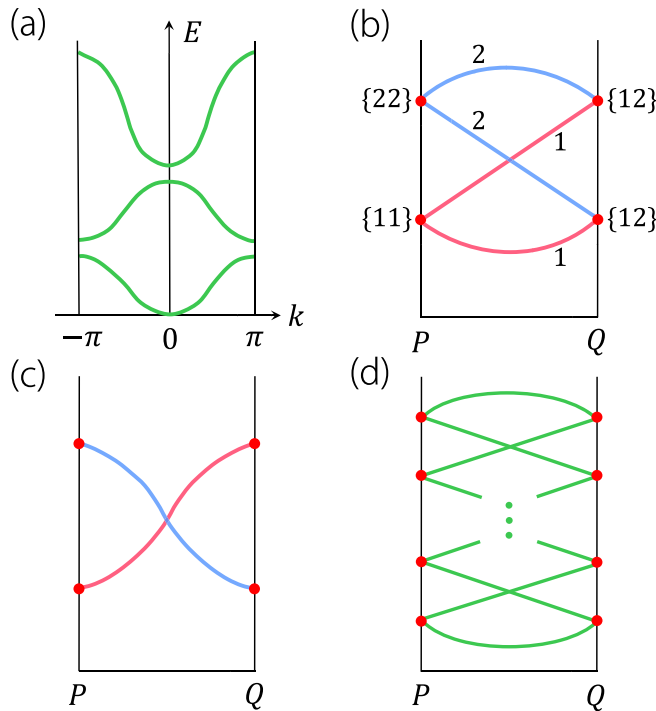 (a)
E
−π
0
π
k
(b)
2
{22}
{12}
2
1
{11}
{12}
1
P
Q
(c)
P
Q
(d)
P
Q